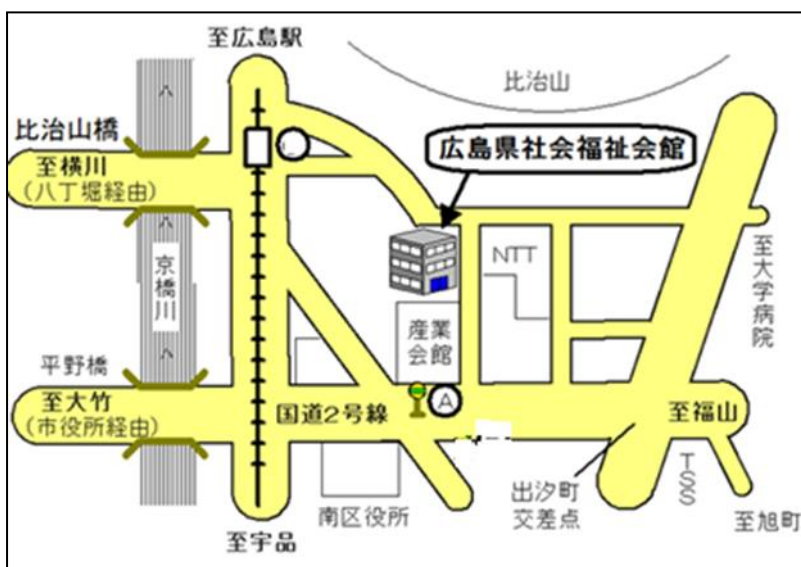 至広島駅
比治山
比治山橋
広島県社会福祉会館
至横川
(八丁堀経由)
京橋川
NTT
至大学病院
産業
会館
平野橋
至大竹
(市役所経由)
国道2号線
A
至福山
南区役所
出汐町
交差点
TSS
至旭町
至宇品